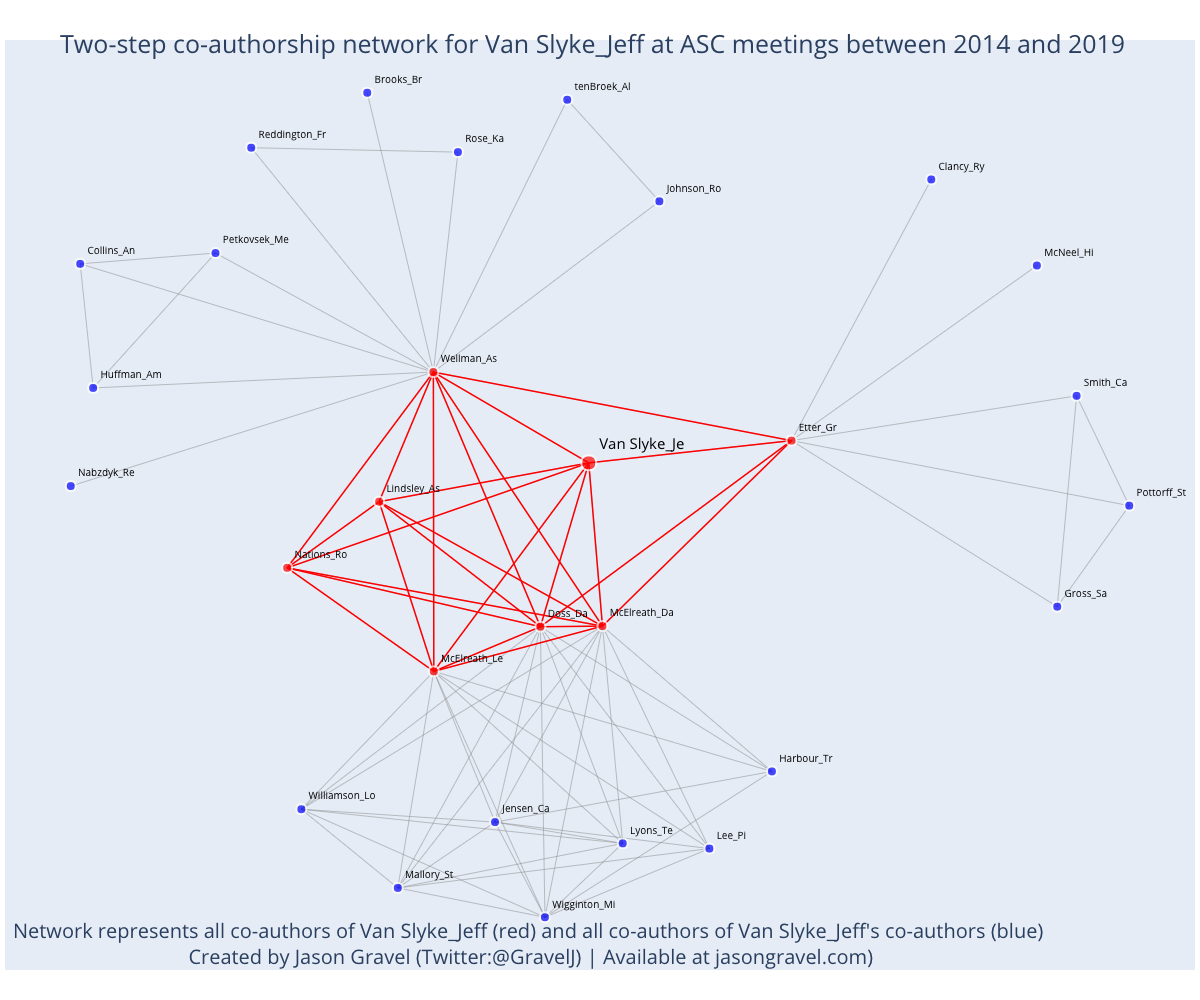 Two-step co-authorship network for Van Slyke_Jeff at ASC meetings between 2014 and 2019
Brooks_Br
tenBroek_Al
Reddington_Fr
Rose_Ka
Clancy_Ry
Johnson_Ro
Collins_An
Petkovsek_Me
McNeel_Hi
Wellman_As
Huffman_Am
Smith_Ca
Etter_Gr
Van Slyke_Je
Nabzdyk_Re
Lindsley_As
Pottorff_St
Nations_Ro
Gross_Sa
Doss_Da
McElreath_Da
McElreath_Le
Harbour_Tr
Williamson_Lo
Jensen_Ca
Lyons_Te
Lee_Pi
Mallory_St
Wigginton_Mi
Network represents all co-authors of Van Slyke_Jeff (red) and all co-authors of Van Slyke_Jeff's co-authors (blue)
Created by Jason Gravel (Twitter:@GravelJ) | Available at jasongravel.com)